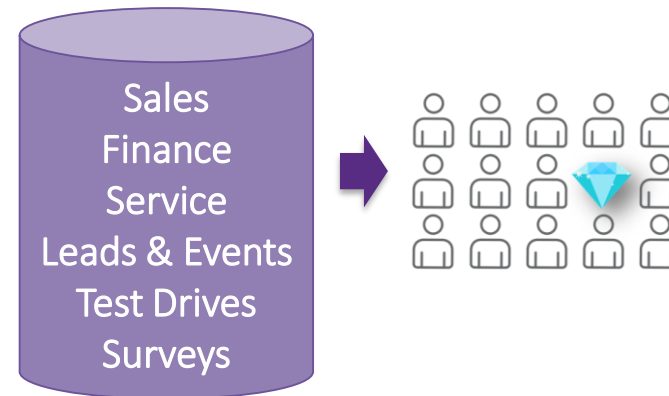 Sales
Finance
Service
Leads & Events
Test Drives
Surveys